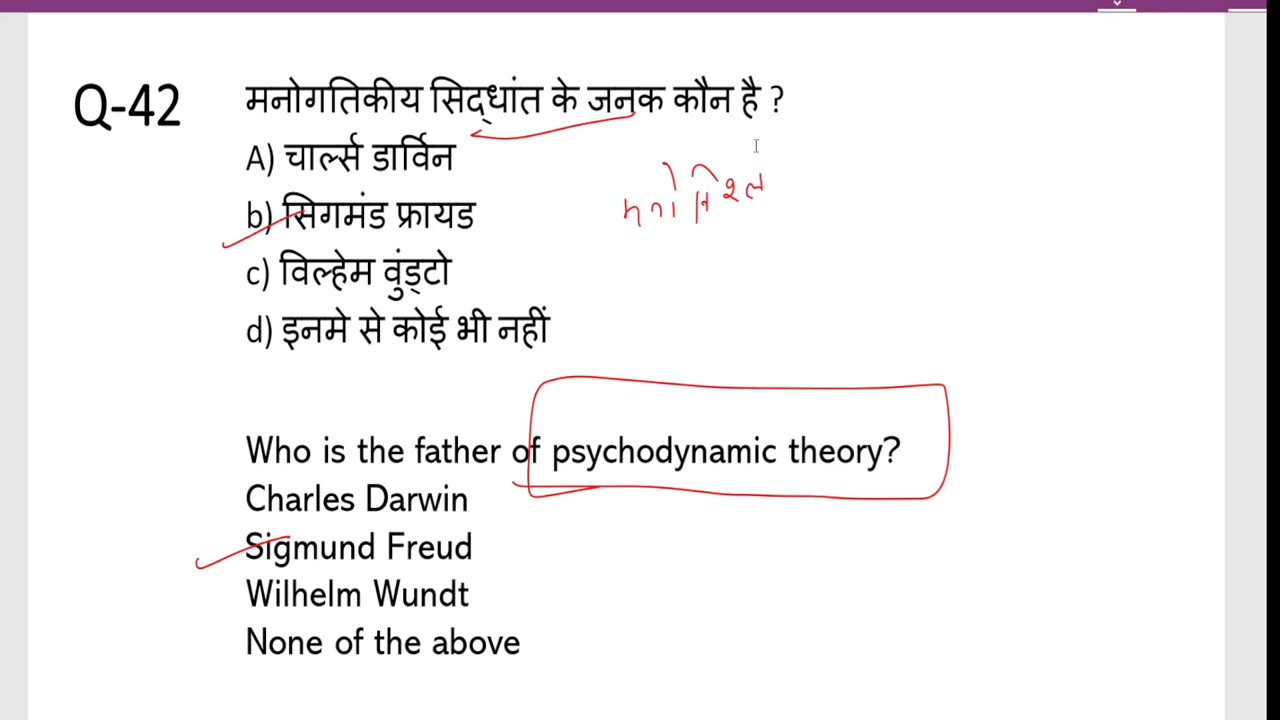 Q-42 मनोगतिकीय सिद्धांत के जनक कौन है ?
A) चार्ल्स डार्विन
b) सिगमंड फ्रायड
c) विल्हेम वुंड्टो
d) इनमे से कोई भी नहीं
Who is the father of psychodynamic theory?
Charles Darwin
Sigmund Freud
Wilhelm Wundt
None of the above